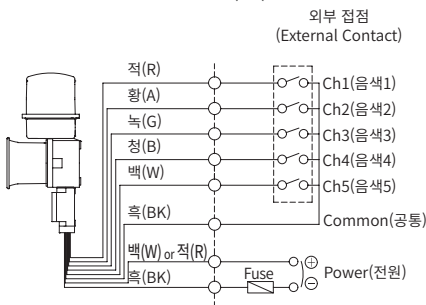 외부 접점
(External Contact)
적(R)
Ch1(음색1)
황(A)
Ch2(음색2)
녹(G)
Ch3(음색3)
청(B)
Ch4(음색4)
백(W)
Ch5(음색5)
흑(BK)
Common(공통)
백(W) or 적(R)
⊕
Power(전원)
흑(BK)
Fuse
⊖